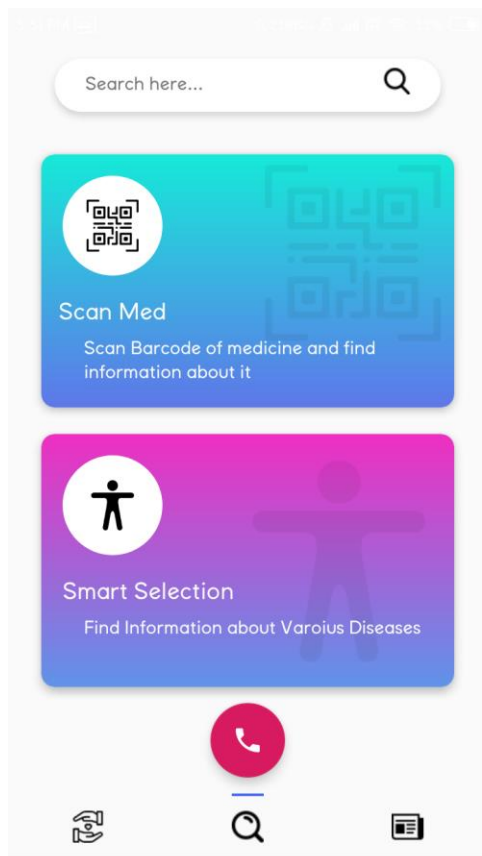 Search here...
Scan Med
Scan Barcode of medicine and find
information about it
Smart Selection
Find Information about Varoius Diseases